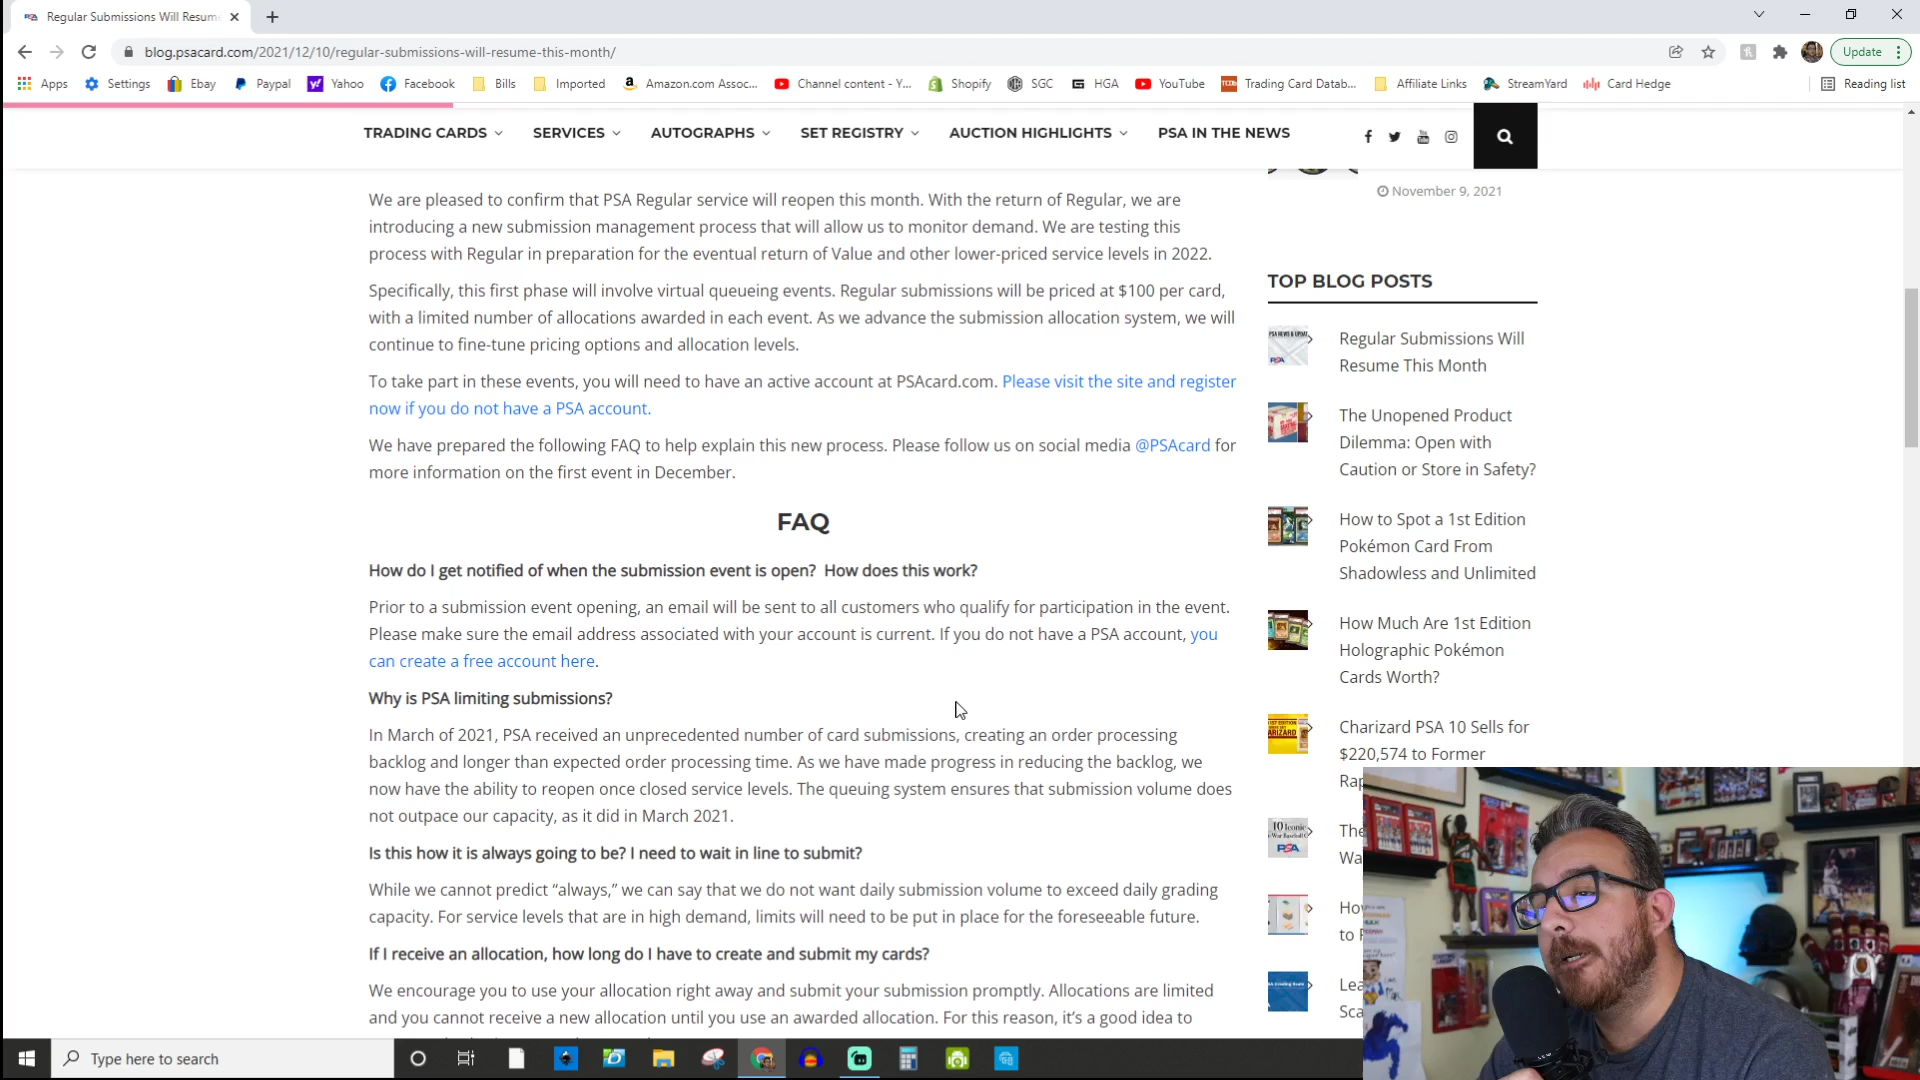 Regular Submissions Will Resum
blog.psacard.com/2021/12/10/regular-submissions-will-resume-this-month/
Update
Apps Settings Ebay Paypal Yahoo Facebook Bills Imported Amazon.com Assoc... Channel content - Y... Shopify SGC HGA YouTube Trading Card Datab... Affiliate Links StreamYard Card Hedge Reading list
TRADING CARDS SERVICES AUTOGRAPHS SET REGISTRY AUCTION HIGHLIGHTS PSA IN THE NEWS
We are pleased to confirm that PSA Regular service will reopen this month. With the return of Regular, we are
introducing a new submission management process that will allow us to monitor demand. We are testing this
process with Regular in preparation for the eventual return of Value and other lower-priced service levels in 2022.
Specifically, this first phase will involve virtual queueing events. Regular submissions will be priced at $100 per card,
with a limited number of allocations awarded in each event. As we advance the submission allocation system, we will
continue to fine-tune pricing options and allocation levels.
To take part in these events, you will need to have an active account at PSAcard.com. Please visit the site and register
now if you do not have a PSA account.
We have prepared the following FAQ to help explain this new process. Please follow us on social media @PSAcard for
more information on the first event in December.
FAQ
How do I get notified of when the submission event is open? How does this work?
Prior to a submission event opening, an email will be sent to all customers who qualify for participation in the event.
Please make sure the email address associated with your account is current. If you do not have a PSA account, you
can create a free account here.
Why is PSA limiting submissions?
In March of 2021, PSA received an unprecedented number of card submissions, creating an order processing
backlog and longer than expected order processing time. As we have made progress in reducing the backlog, we
now have the ability to reopen once closed service levels. The queuing system ensures that submission volume does
not outpace our capacity, as it did in March 2021.
Is this how it is always going to be? I need to wait in line to submit?
While we cannot predict “always,” we can say that we do not want daily submission volume to exceed daily grading
capacity. For service levels that are in high demand, limits will need to be put in place for the foreseeable future.
If I receive an allocation, how long do I have to create and submit my cards?
We encourage you to use your allocation right away and submit your submission promptly. Allocations are limited
and you cannot receive a new allocation until you use an awarded allocation. For this reason, it’s a good idea to
November 9, 2021
TOP BLOG POSTS
Regular Submissions Will
Resume This Month
The Unopened Product
Dilemma: Open with
Caution or Store in Safety?
How to Spot a 1st Edition
Pokémon Card From
Shadowless and Unlimited
How Much Are 1st Edition
Holographic Pokémon
Cards Worth?
Charizard PSA 10 Sells for
$220,574 to Former
Rap
The
Wa
How
to
Lea
Sca
Type here to search